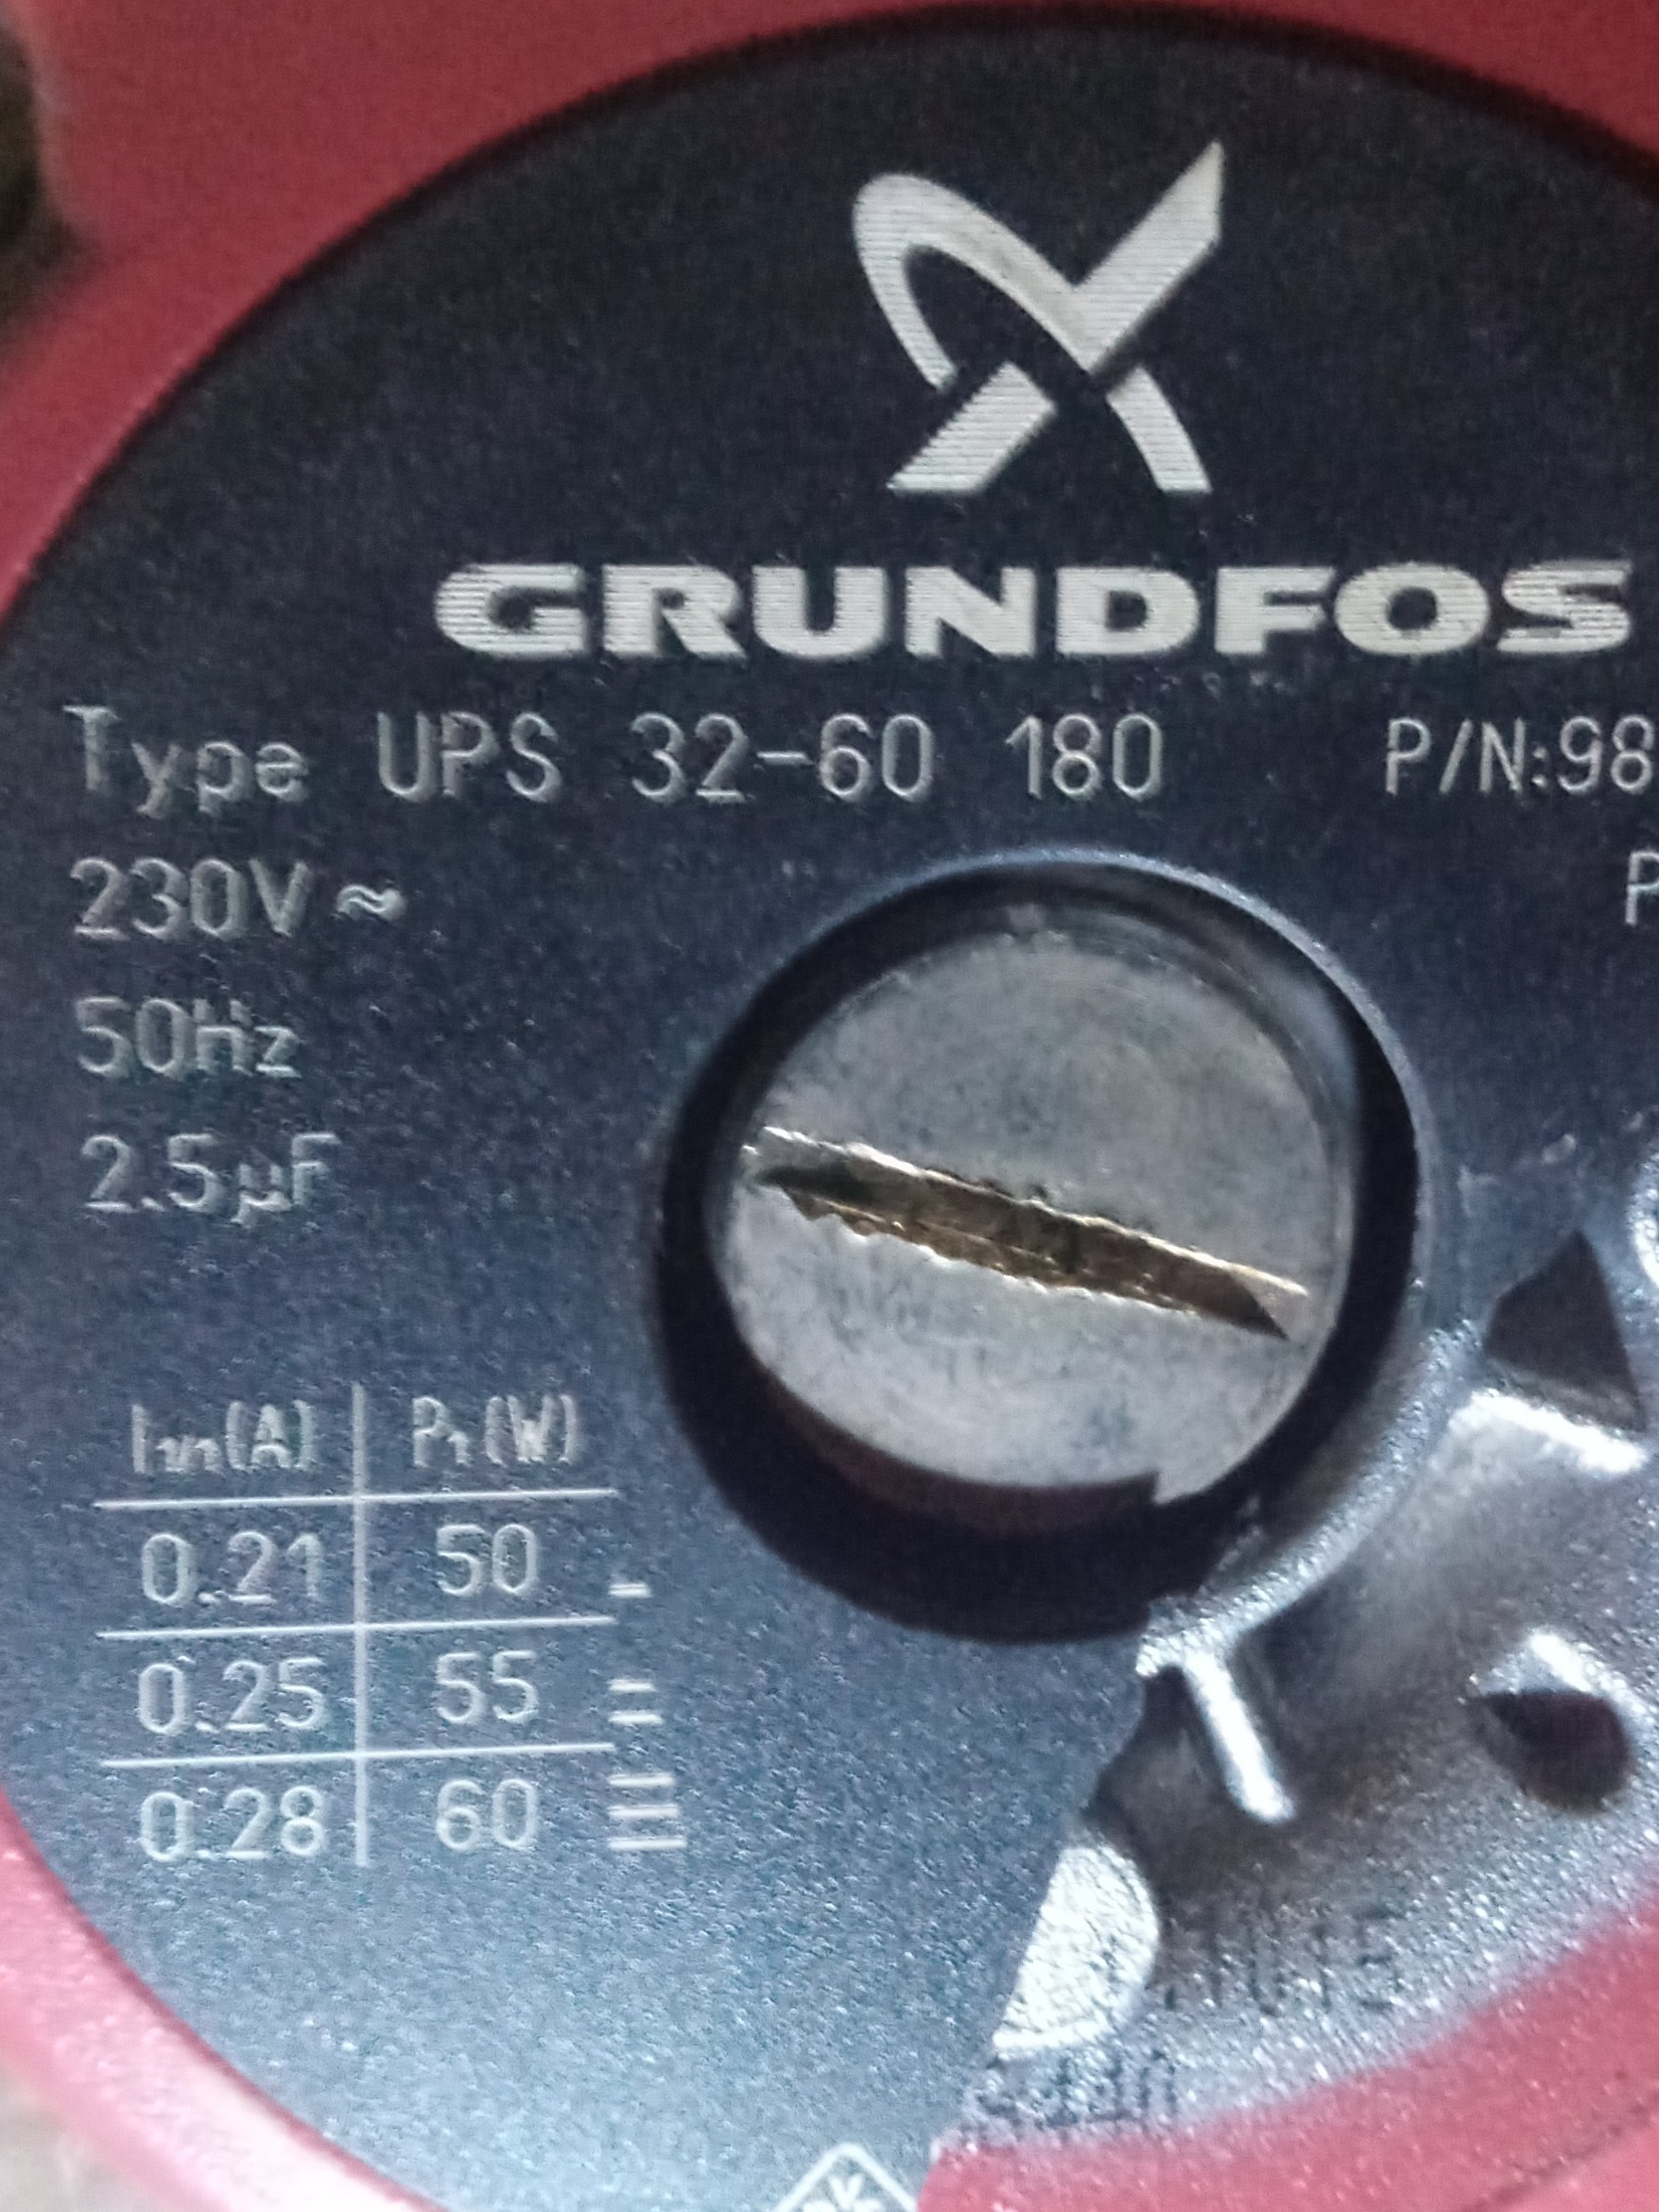 GRUNDFOS
Type UPS 32-60 180 P/N:98
230V ~ P
50Hz
2.5µF
I₁/₁(A) P₁(W)
0.21 50
0.25 55
0.28 60